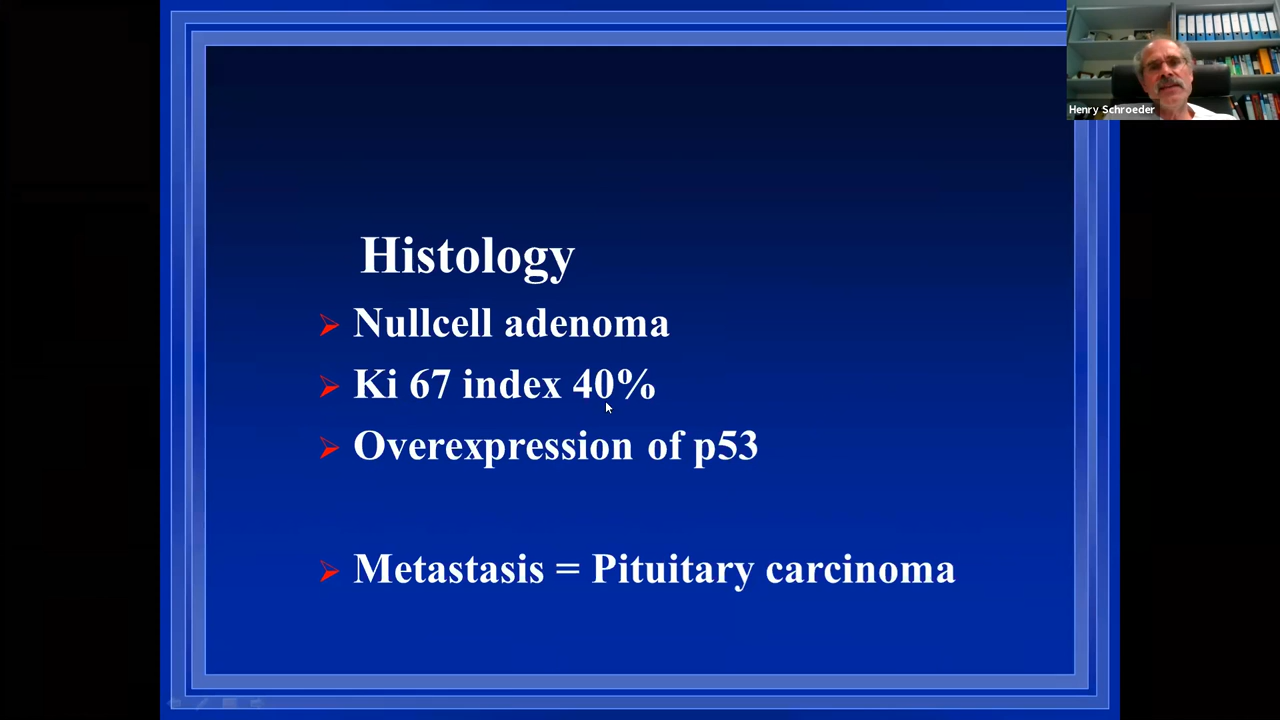 Henry Schroeder
Histology
Nullcell adenoma
Ki 67 index 40%
Overexpression of p53
Metastasis = Pituitary carcinoma